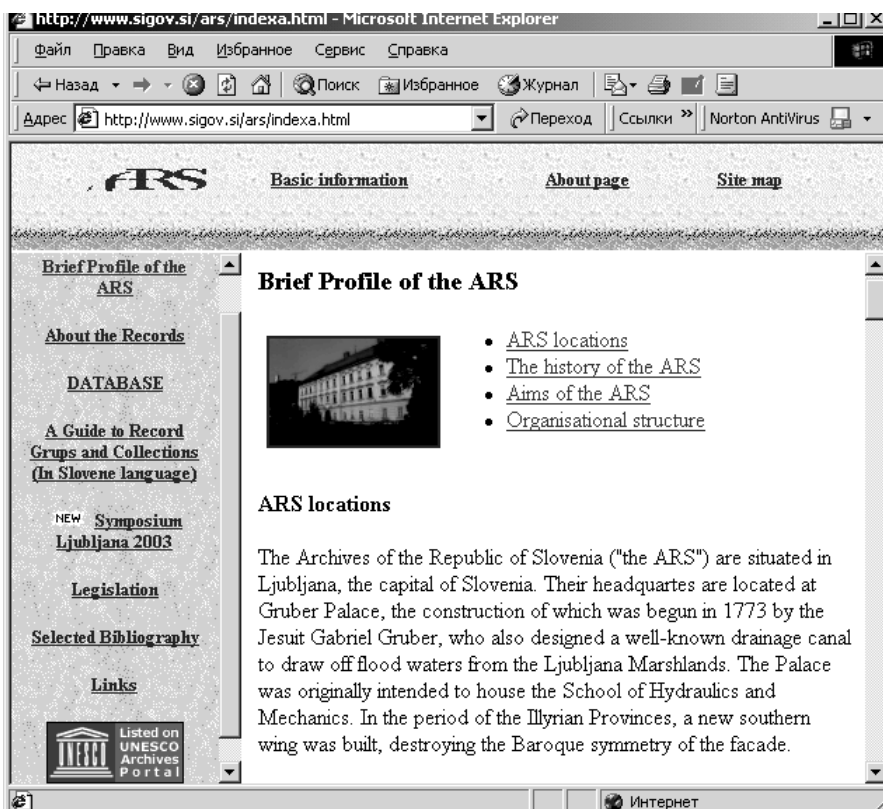 http://www.sigov.si/ars/indexa.html - Microsoft Internet Explorer
Файл Правка Вид Избранное Сервис Справка
Назад Поиск Избранное Журнал
Адрес http://www.sigov.si/ars/indexa.html Переход Ссылки » Norton AntiVirus
ARS Basic information About page Site map
Brief Profile of the
ARS
About the Records
DATABASE
A Guide to Record
Grups and Collections
(In Slovene language)
NEW Symposium
Ljubljana 2003
Legislation
Selected Bibliography
Links
UNESCO
Listed on
UNESCO
Archives
Portal
Brief Profile of the ARS
• ARS locations
• The history of the ARS
• Aims of the ARS
• Organisational structure
ARS locations
The Archives of the Republic of Slovenia ("the ARS") are situated in
Ljubljana, the capital of Slovenia. Their headquartes are located at
Gruber Palace, the construction of which was begun in 1773 by the
Jesuit Gabriel Gruber, who also designed a well-known drainage canal
to draw off flood waters from the Ljubljana Marshlands. The Palace
was originally intended to house the School of Hydraulics and
Mechanics. In the period of the Illyrian Provinces, a new southern
wing was built, destroying the Baroque symmetry of the facade.
Интернет